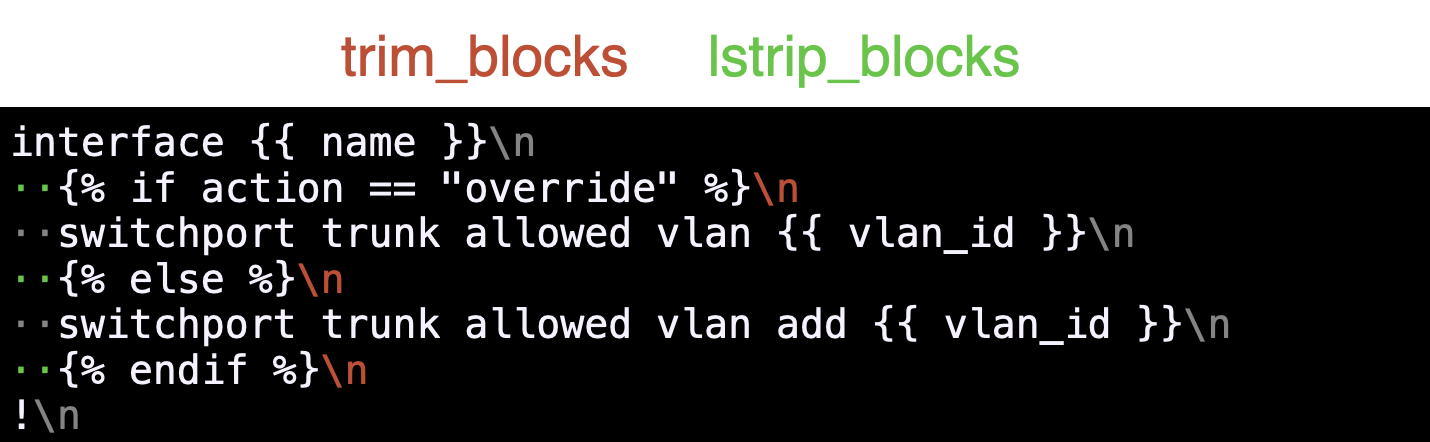 trim_blocks lstrip_blocks
interface {{ name }}\n
··{% if action == "override" %}\n
··switchport trunk allowed vlan {{ vlan_id }}\n
··{% else %}\n
··switchport trunk allowed vlan add {{ vlan_id }}\n
··{% endif %}\n
!\n